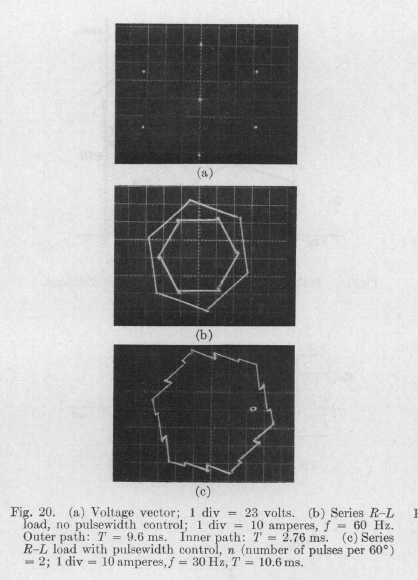 (a)
(b)
(c)
Fig. 20. (a) Voltage vector; 1 div = 23 volts. (b) Series R–L
load, no pulsewidth control; 1 div = 10 amperes, f = 60 Hz.
Outer path: T = 9.6 ms. Inner path: T = 2.76 ms. (c) Series
R–L load with pulsewidth control, n (number of pulses per 60°)
= 2; 1 div = 10 amperes, f = 30 Hz, T = 10.6 ms.